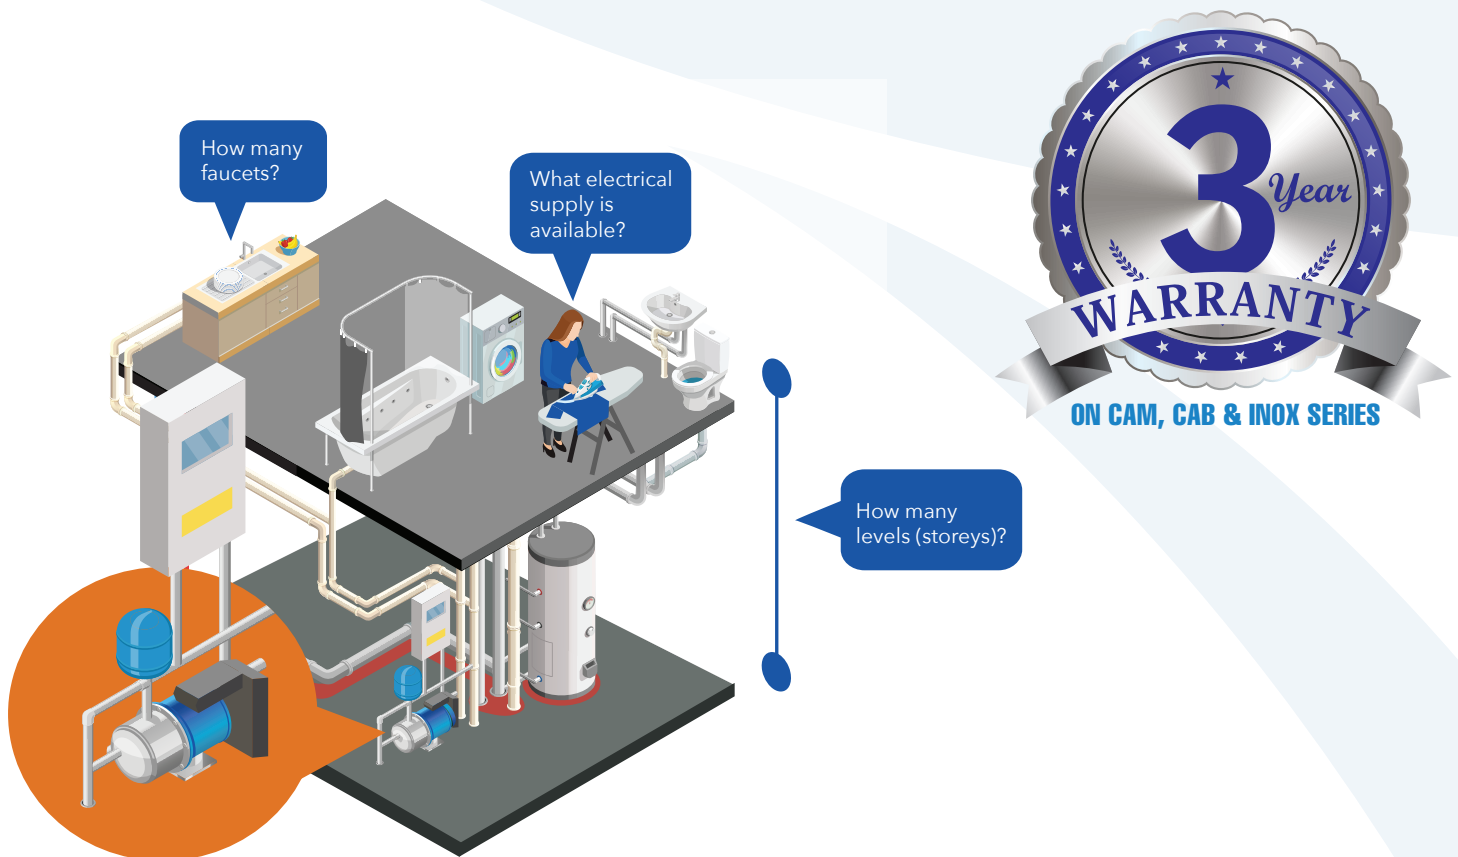 How many
faucets?
What electrical
supply is
available?
3
Year
WARRANTY
ON CAM, CAB & INOX SERIES
How many
levels (storeys)?